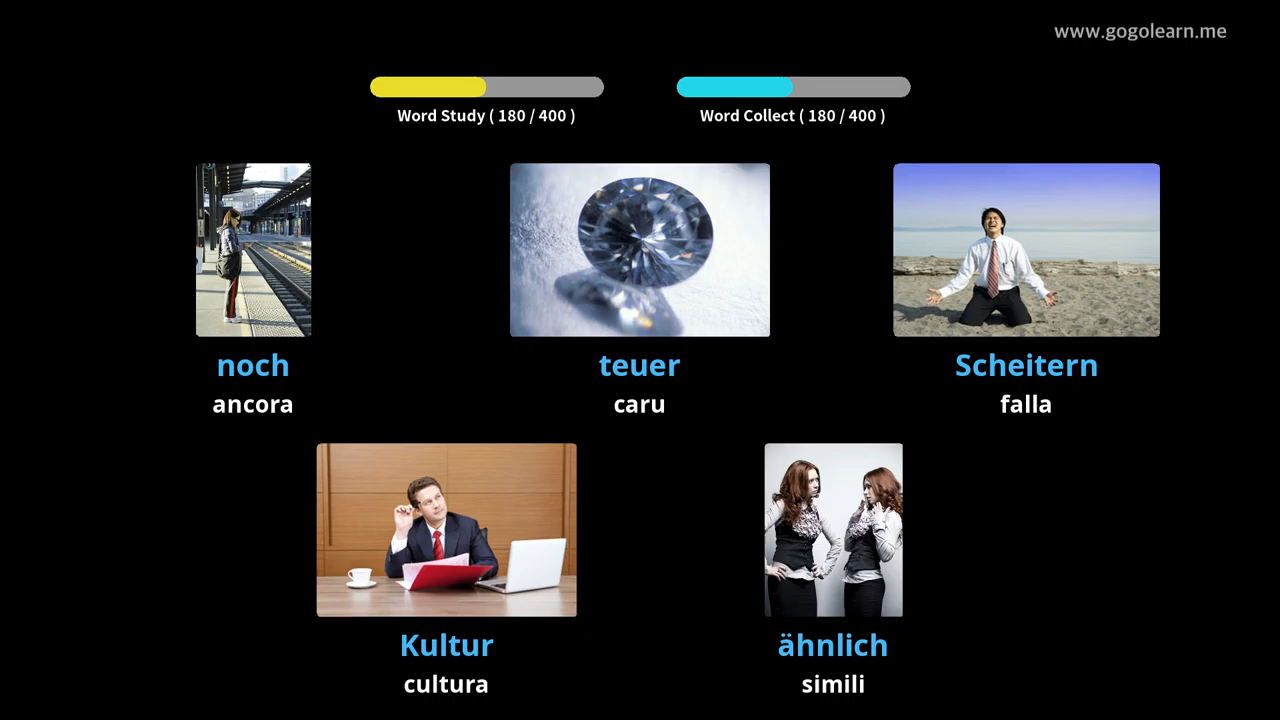 www.gogolearn.me
Word Study ( 180 / 400 )
Word Collect ( 180 / 400 )
noch
ancora
teuer
caru
Scheitern
falla
Kultur
cultura
ähnlich
simili